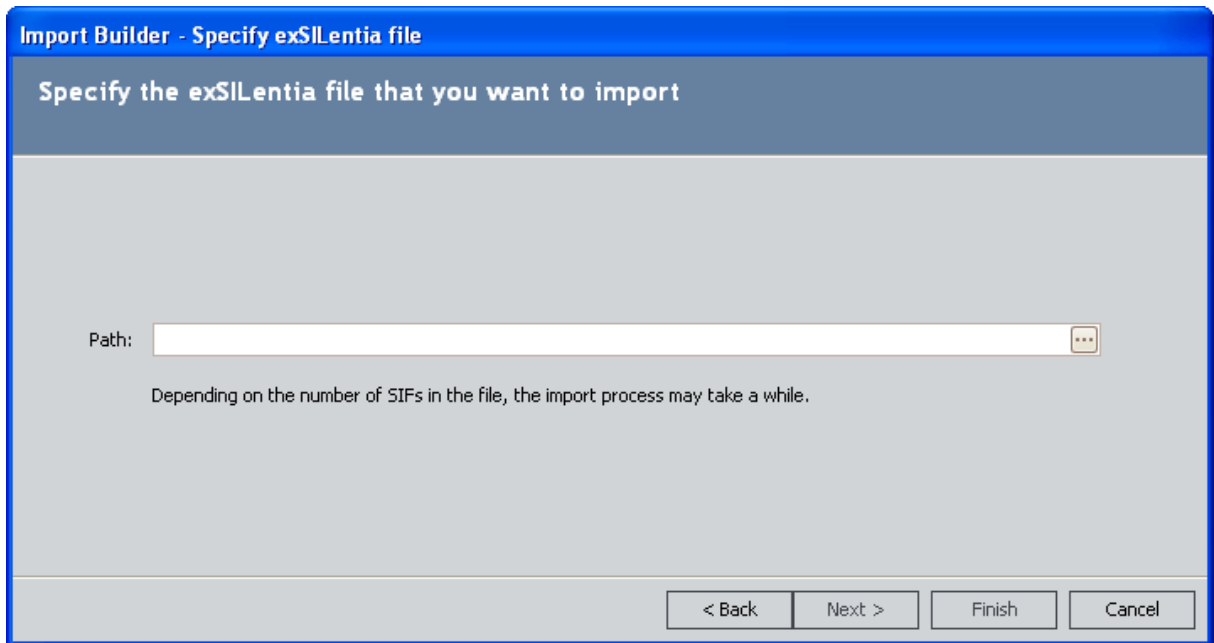 Import Builder - Specify exSILentia file
Specify the exSILentia file that you want to import
Path:
...
Depending on the number of SIFs in the file, the import process may take a while.
< Back Next > Finish Cancel